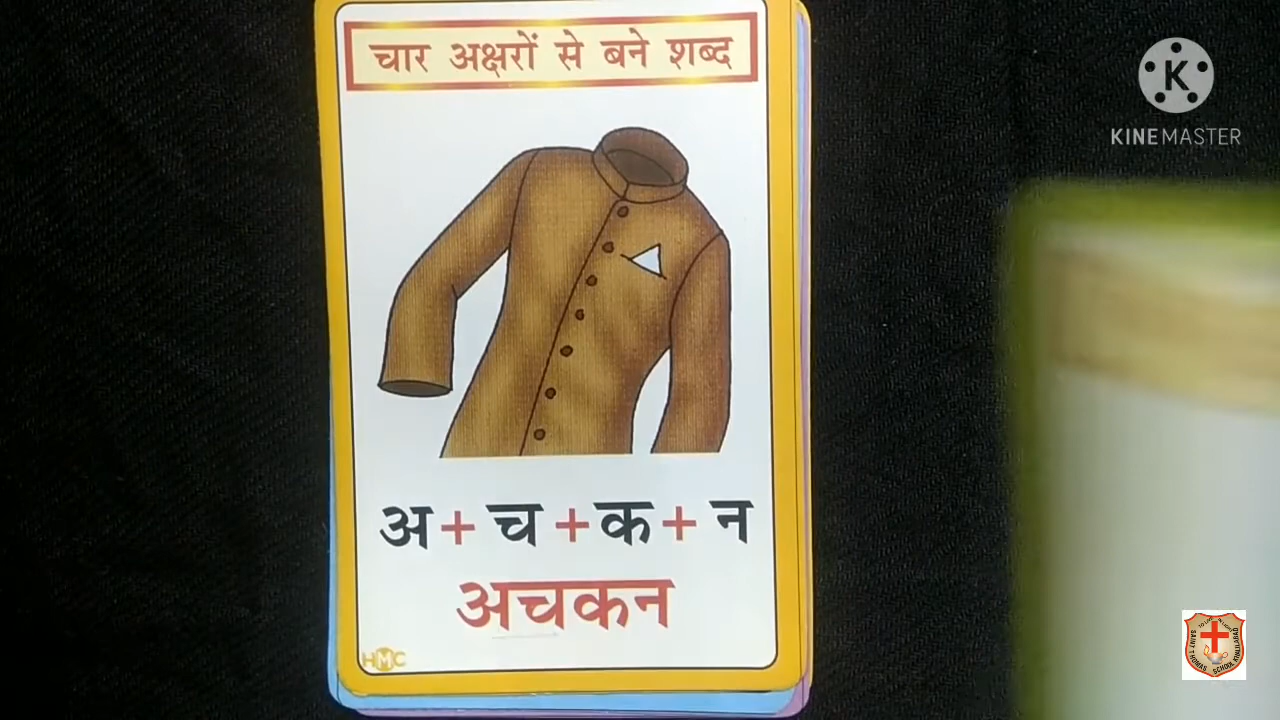 चार अक्षरों से बने शब्द
KINEMASTER
अ + च + क + न
अचकन
HMC